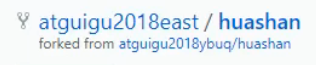 atguigu2018east / huashan
forked from atguigu2018ybuq/huashan